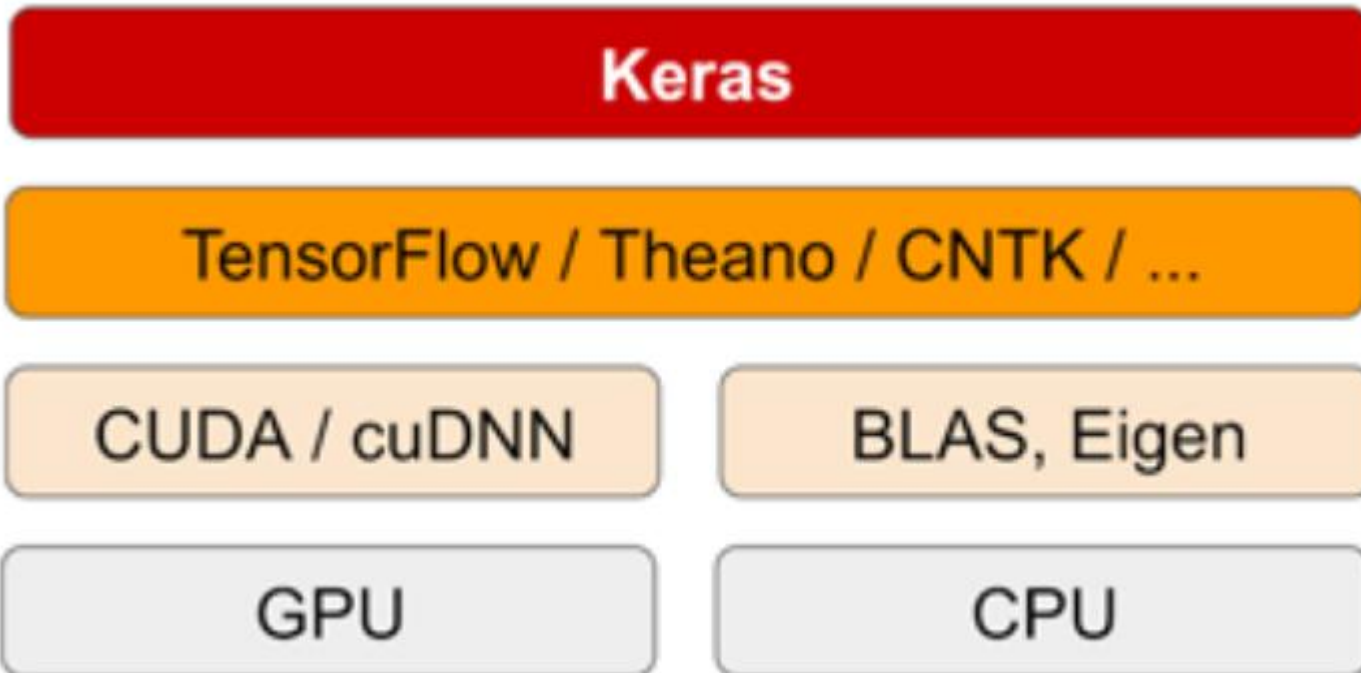 Keras
TensorFlow / Theano / CNTK / ...
CUDA / cuDNN
BLAS, Eigen
GPU
CPU